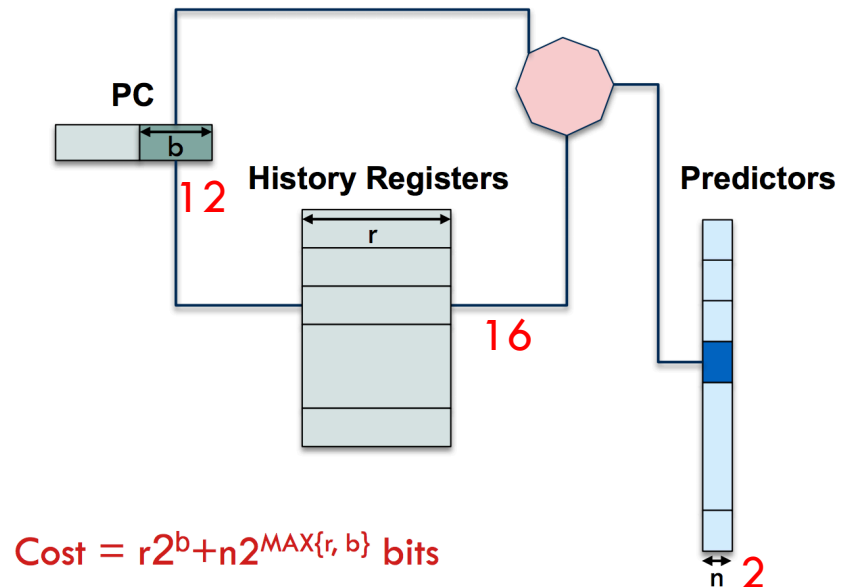 PC
b
12
History Registers
Predictors
r
16
Cost = r2^b+n2^MAX{r, b} bits
n 2